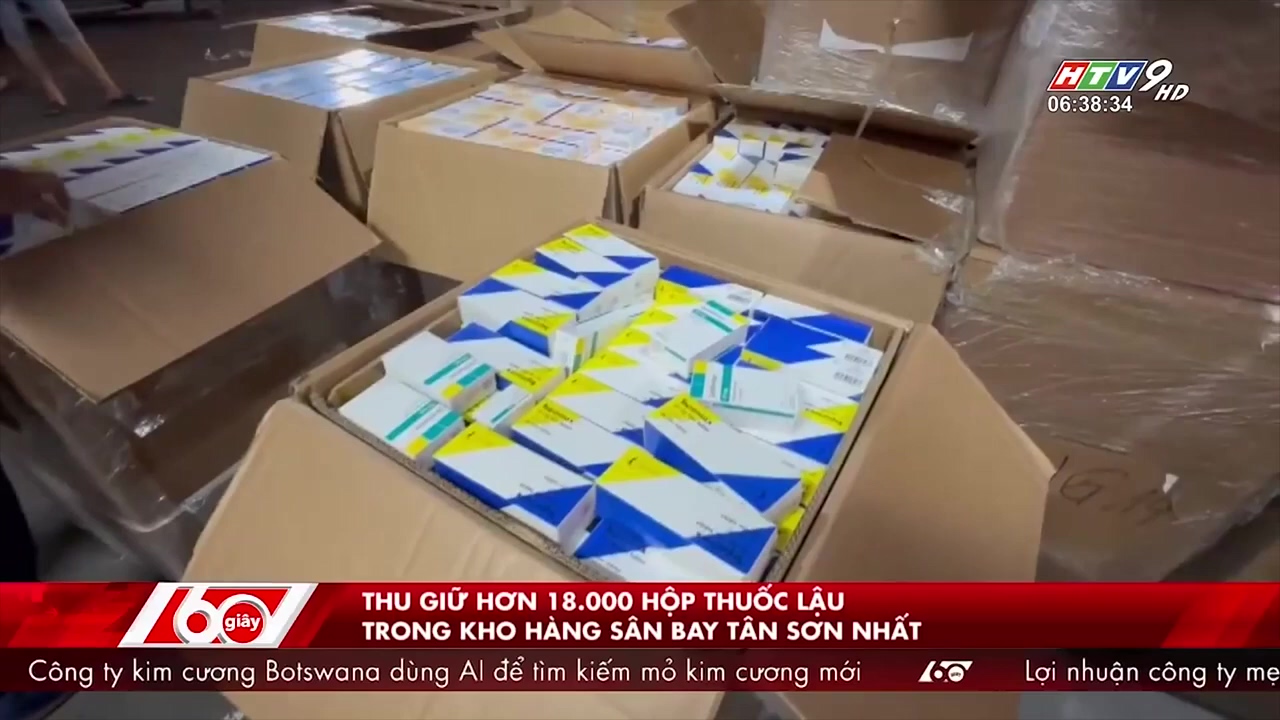 HTV9 HD
06:38:34
60 giây
THU GIỮ HƠN 18.000 HỘP THUỐC LẬU
TRONG KHO HÀNG SÂN BAY TÂN SƠN NHẤT
Công ty kim cương Botswana dùng AI để tìm kiếm mỏ kim cương mới
60 giây
Lợi nhuận công ty mẹ